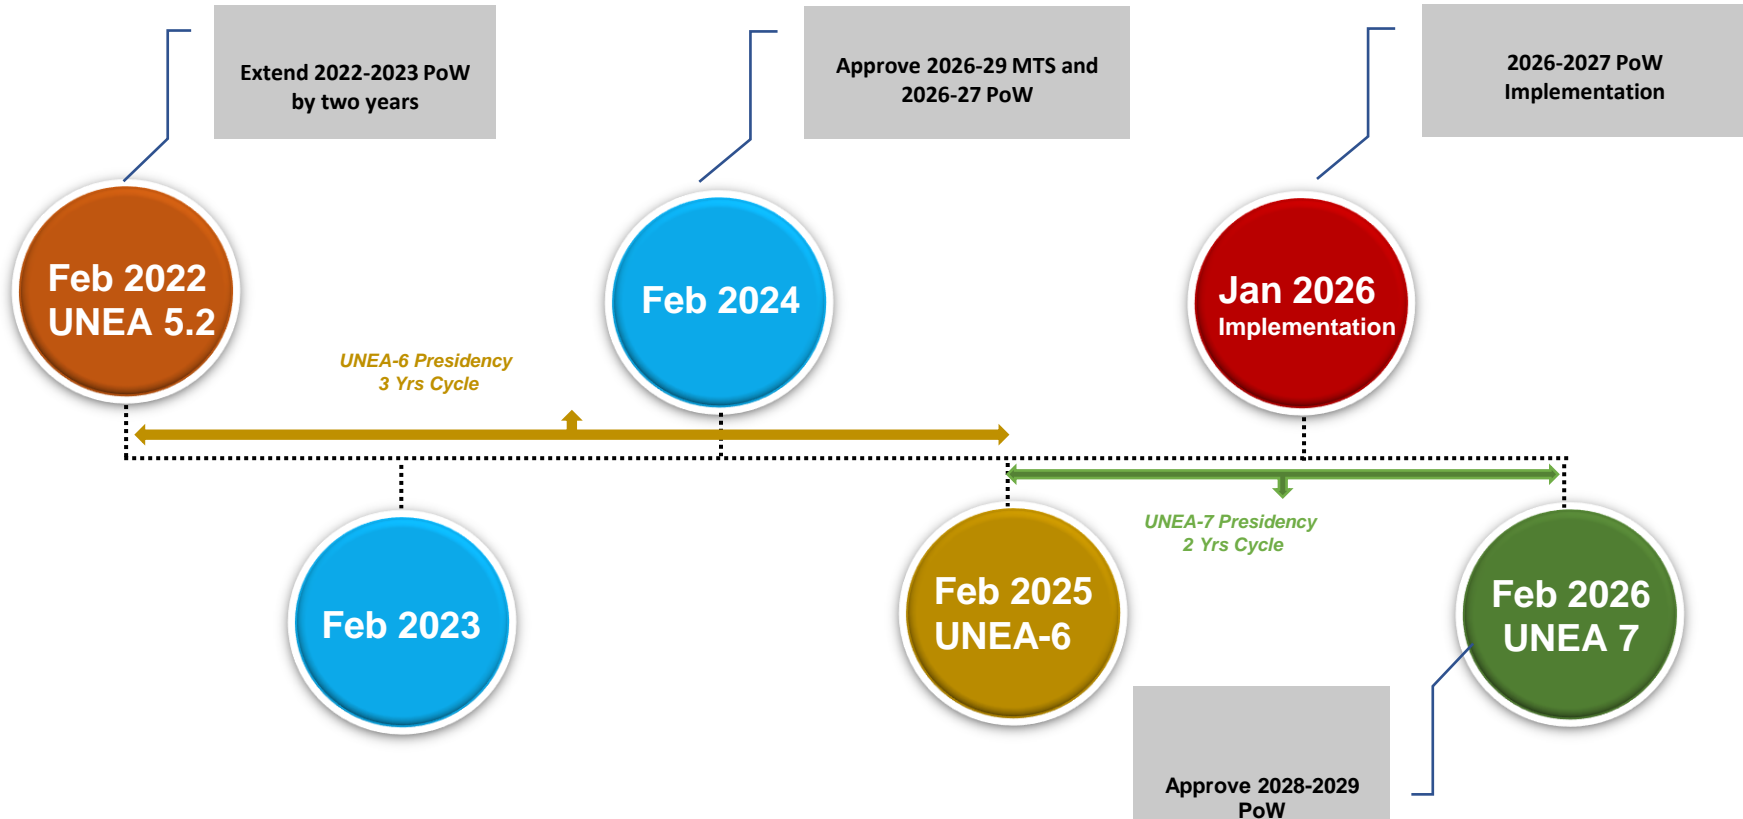 Extend 2022-2023 PoW
by two years
Approve 2026-29 MTS and
2026-27 PoW
2026-2027 PoW
Implementation
Feb 2022
UNEA 5.2
Feb 2024
Jan 2026
Implementation
UNEA-6 Presidency
3 Yrs Cycle
UNEA-7 Presidency
2 Yrs Cycle
Feb 2023
Feb 2025
UNEA-6
Feb 2026
UNEA 7
Approve 2028-2029
PoW